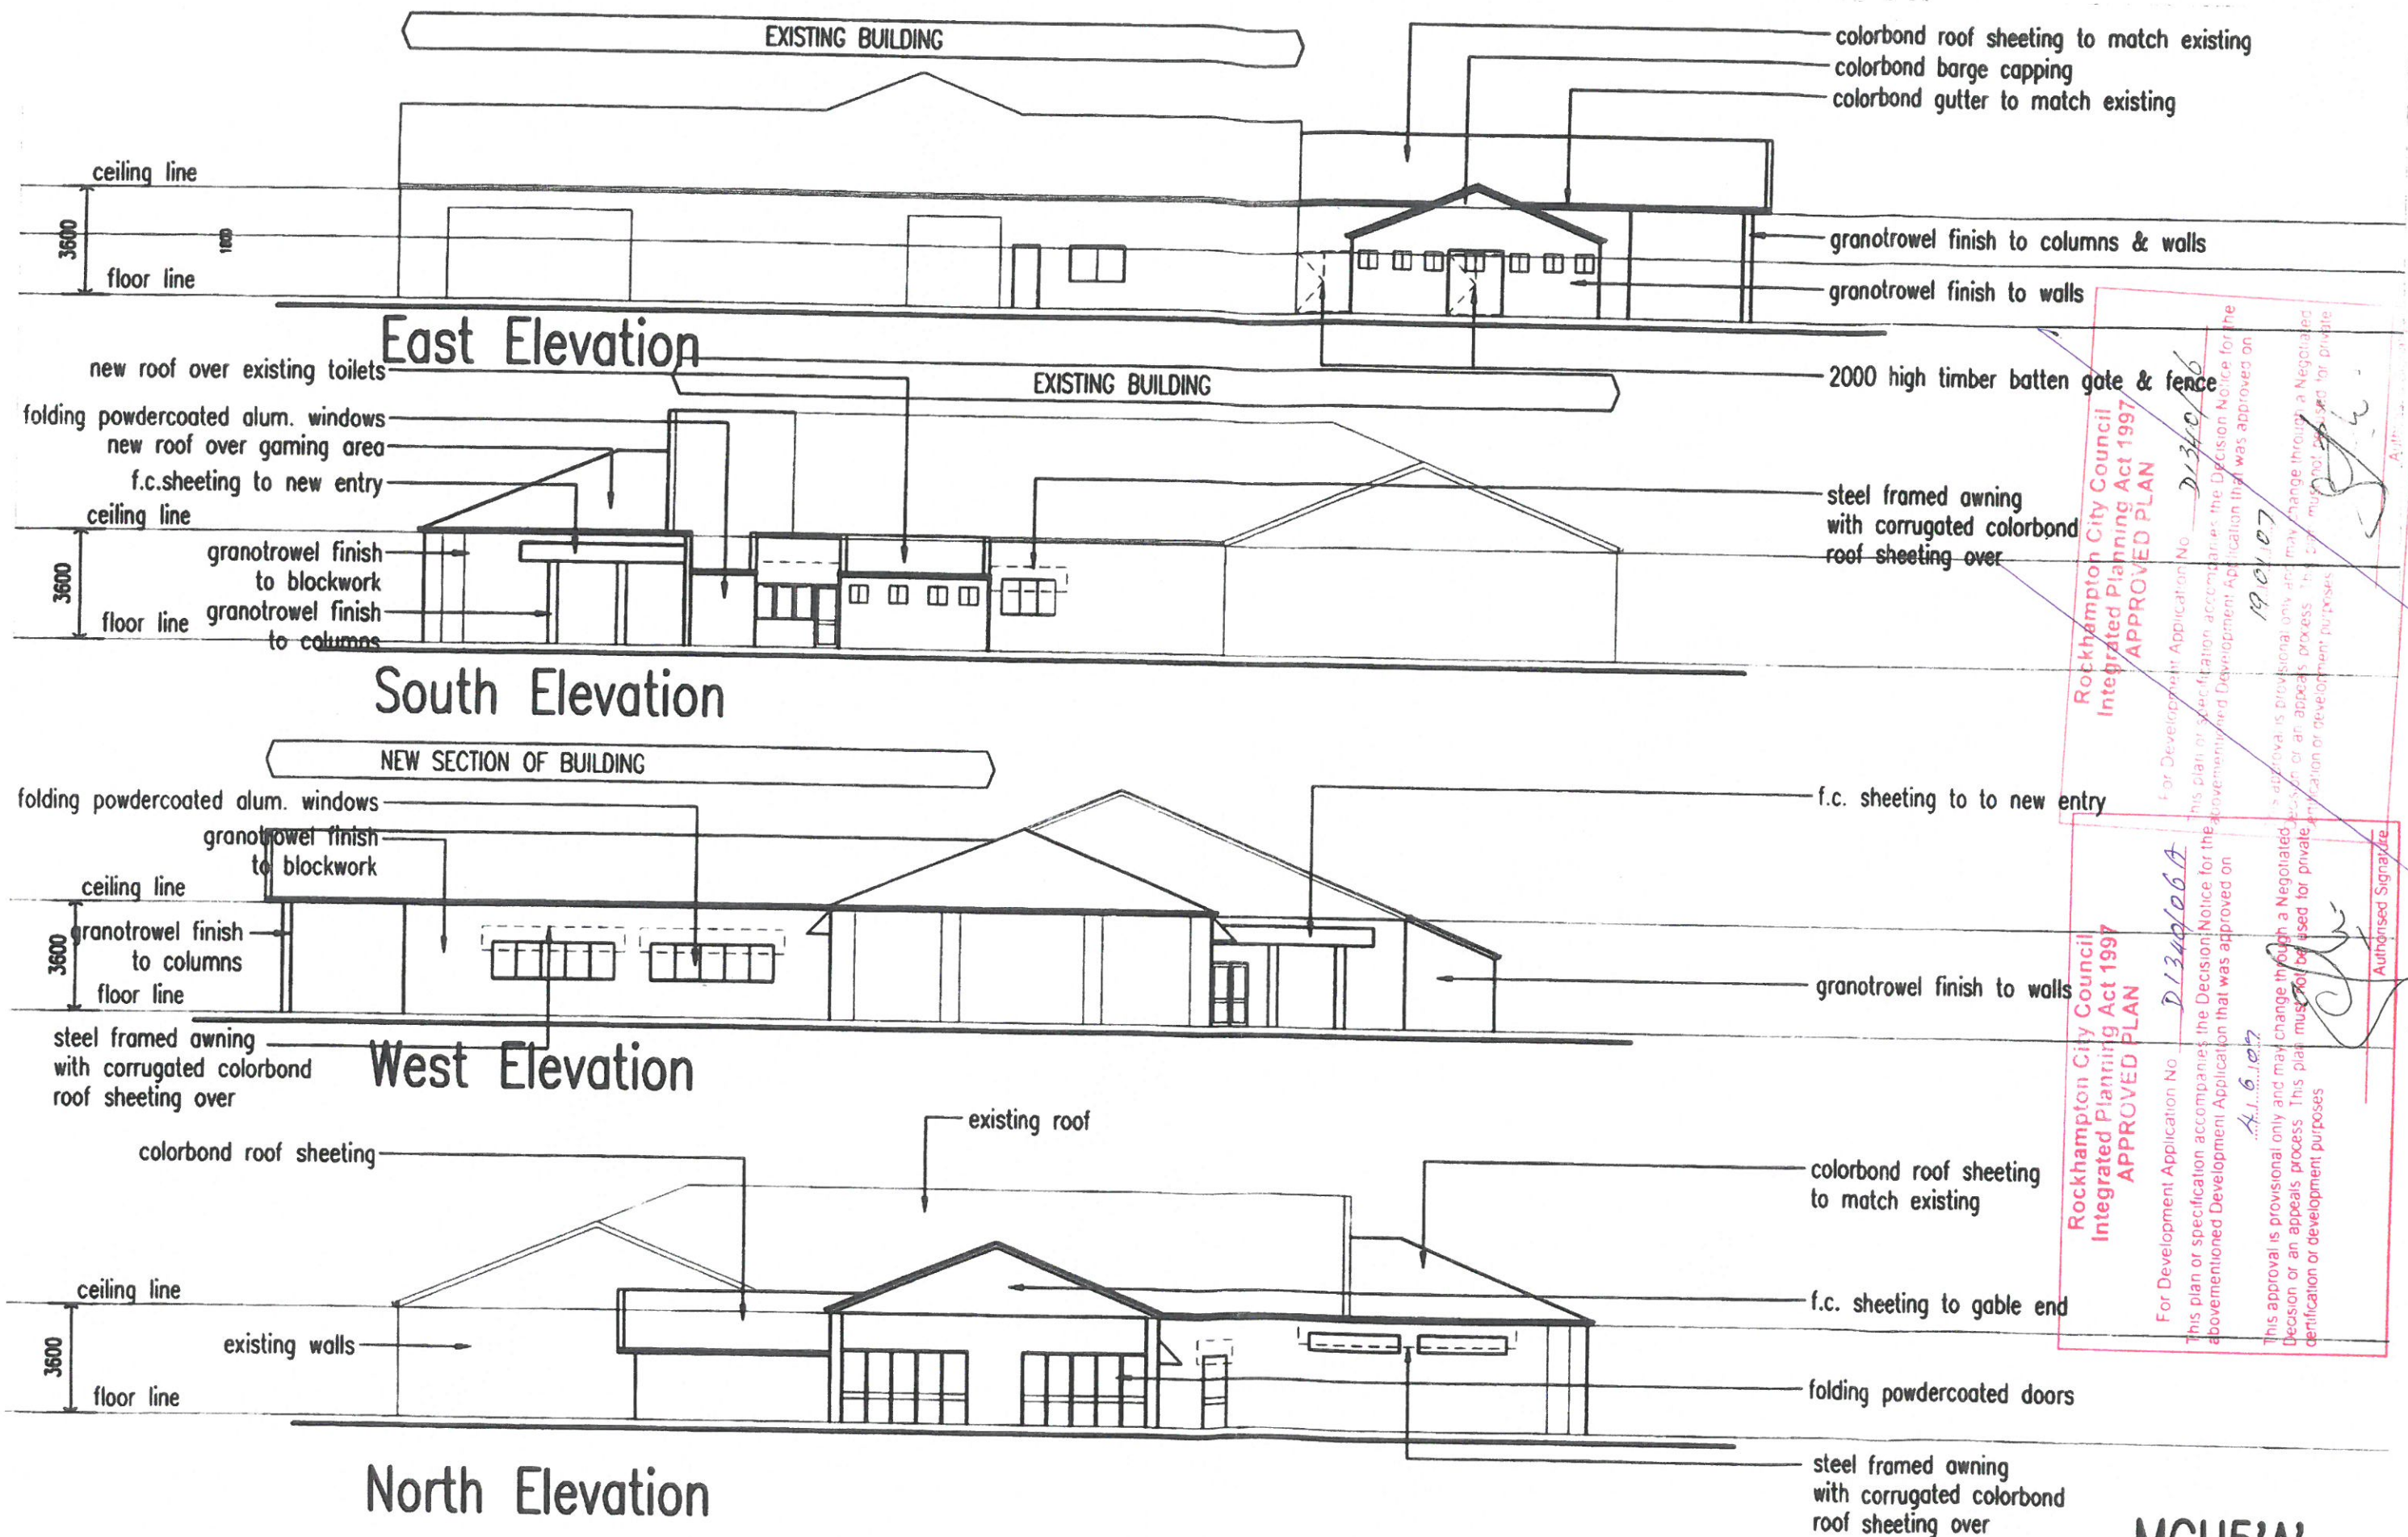 EXISTING BUILDING
colorbond roof sheeting to match existing
colorbond barge capping
colorbond gutter to match existing
ceiling line
3600
1800
floor line
granotrowel finish to columns & walls
granotrowel finish to walls
East Elevation
2000 high timber batten gate & fence
new roof over existing toilets
EXISTING BUILDING
folding powdercoated alum. windows
new roof over gaming area
f.c.sheeting to new entry
ceiling line
granotrowel finish
to blockwork
3600
granotrowel finish
to columns
floor line
steel framed awning
with corrugated colorbond
roof sheeting over
South Elevation
NEW SECTION OF BUILDING
folding powdercoated alum. windows
granotrowel finish
to blockwork
ceiling line
3600
granotrowel finish
to columns
floor line
steel framed awning
with corrugated colorbond
roof sheeting over
f.c. sheeting to to new entry
granotrowel finish to walls
West Elevation
existing roof
colorbond roof sheeting
colorbond roof sheeting
to match existing
ceiling line
existing walls
3600
floor line
f.c. sheeting to gable end
folding powdercoated doors
steel framed awning
with corrugated colorbond
roof sheeting over
North Elevation
Rockhampton City Council
Integrated Planning Act 1997
APPROVED PLAN
For Development Application No D1340/06
This plan or specification accompanies the Decision Notice for the
abovementioned Development Application that was approved on
19 04 07
approval is provisional only and may change through a Negotiated
Decision or an appeals process This plan must not be used for private
certification or development purposes
Rockhampton City Council
Integrated Planning Act 1997
APPROVED PLAN
For Development Application No D1340/06A
This plan or specification accompanies the Decision Notice for the
abovementioned Development Application that was approved on
4 / 6 / 07
This approval is provisional only and may change through a Negotiated
Decision or an appeals process This plan must not be used for private
certification or development purposes
Authorised Signature